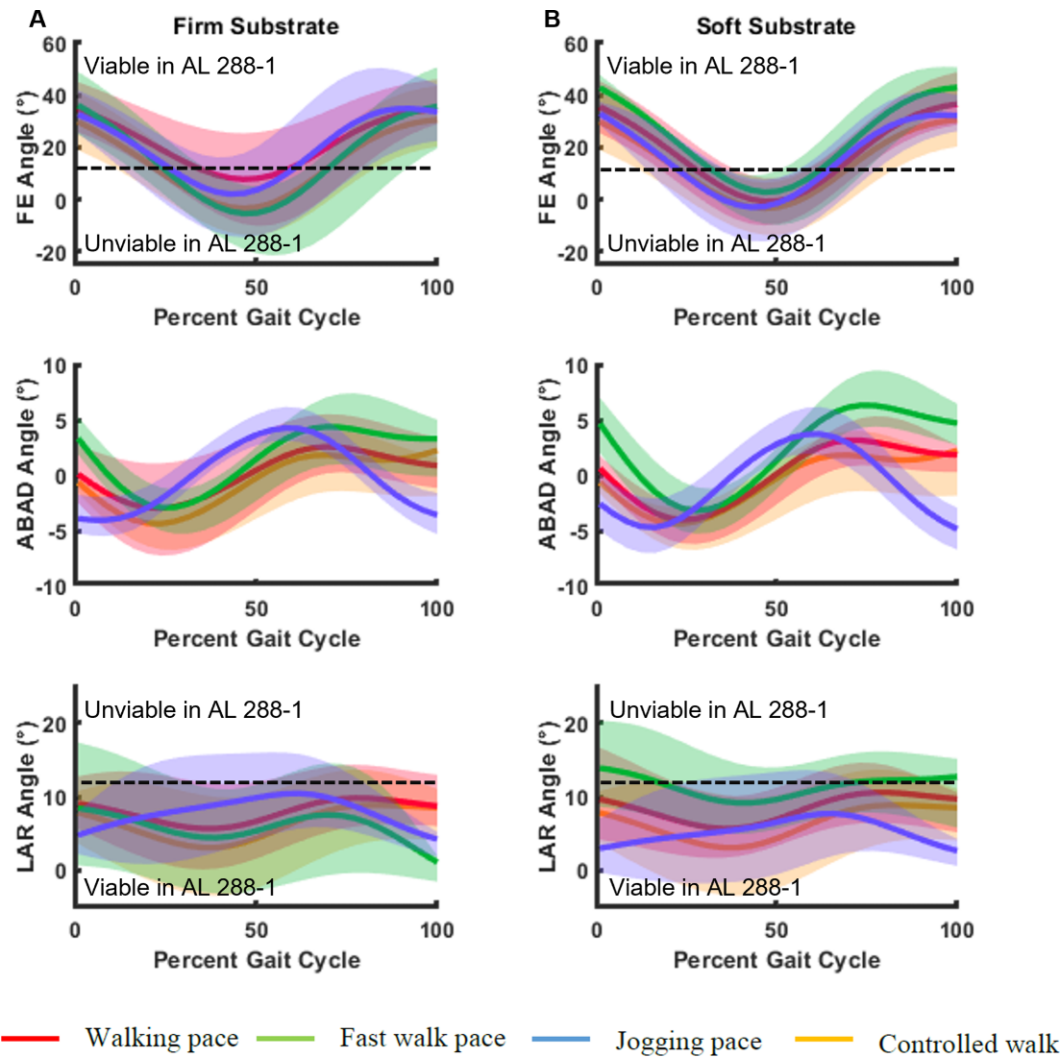 A
Firm Substrate
60
40
20
0
-20
FE Angle (°)
Viable in AL 288-1
Unviable in AL 288-1
0
50
100
Percent Gait Cycle
B
Soft Substrate
60
40
20
0
-20
FE Angle (°)
Viable in AL 288-1
Unviable in AL 288-1
0
50
100
Percent Gait Cycle
10
5
0
-5
-10
ABAD Angle (°)
0
50
100
Percent Gait Cycle
10
5
0
-5
-10
ABAD Angle (°)
0
50
100
Percent Gait Cycle
20
10
0
LAR Angle (°)
Unviable in AL 288-1
Viable in AL 288-1
0
50
100
Percent Gait Cycle
20
10
0
LAR Angle (°)
Unviable in AL 288-1
Viable in AL 288-1
0
50
100
Percent Gait Cycle
Walking pace
Fast walk pace
Jogging pace
Controlled walk